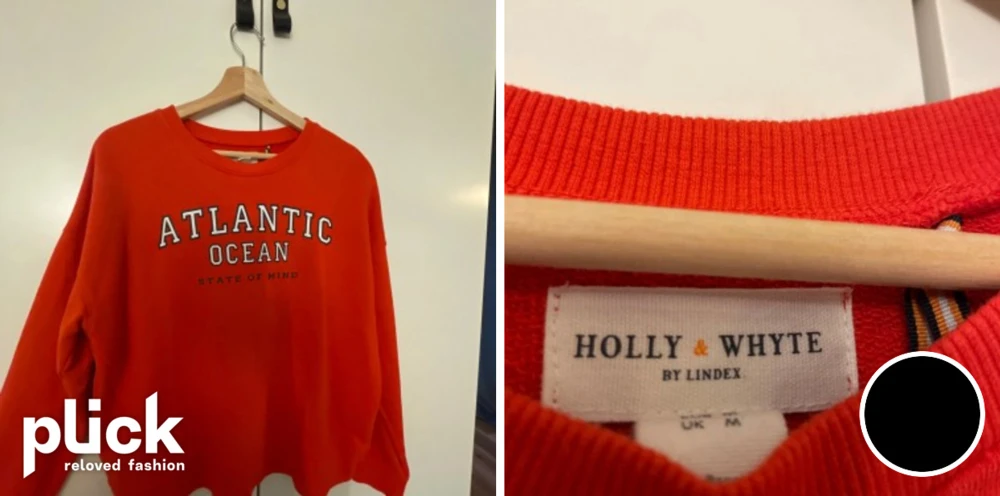 ATLANTIC
OCEAN
STATE OF MIND
plick
reloved fashion
HOLLY & WHYTE
BY LINDEX
UK M